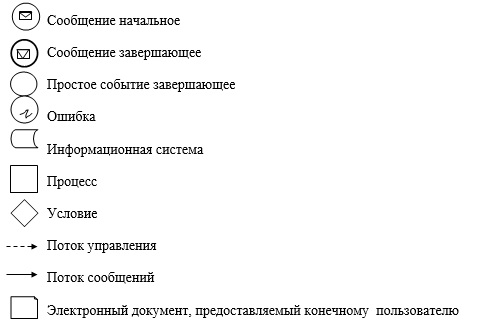 Сообщение начальное
Сообщение завершающее
Простое событие завершающее
Ошибка
Информационная система
Процесс
Условие
Поток управления
Поток сообщений
Электронный документ, предоставляемый конечному пользователю